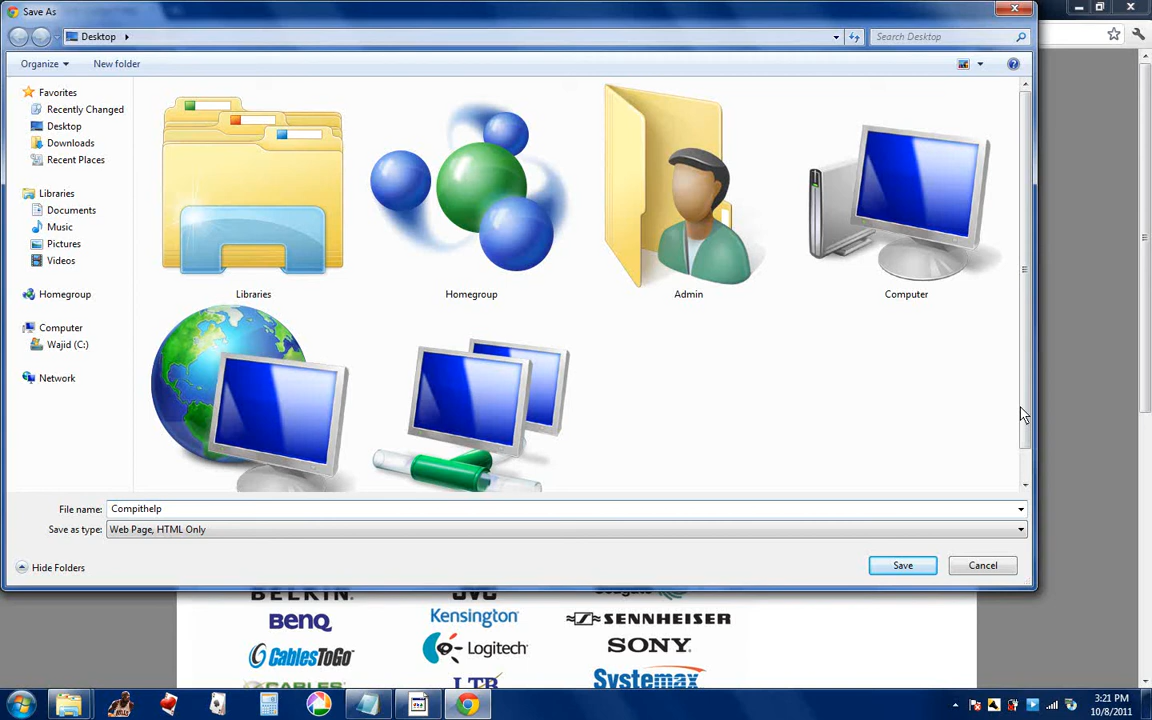 Save As
Desktop
Search Desktop
Organize
New folder
Favorites
Recently Changed
Desktop
Downloads
Recent Places
Libraries
Documents
Music
Pictures
Videos
Homegroup
Computer
Wajid (C:)
Network
Libraries
Homegroup
Admin
Computer
File name: Compithelp
Save as type: Web Page, HTML Only
Hide Folders
Save
Cancel
BELKIN.
JVC
BENQ
Kensington
SENNHEISER
CABLESTOGO
Logitech
SONY
Systemax
3:21 PM
10/8/2011